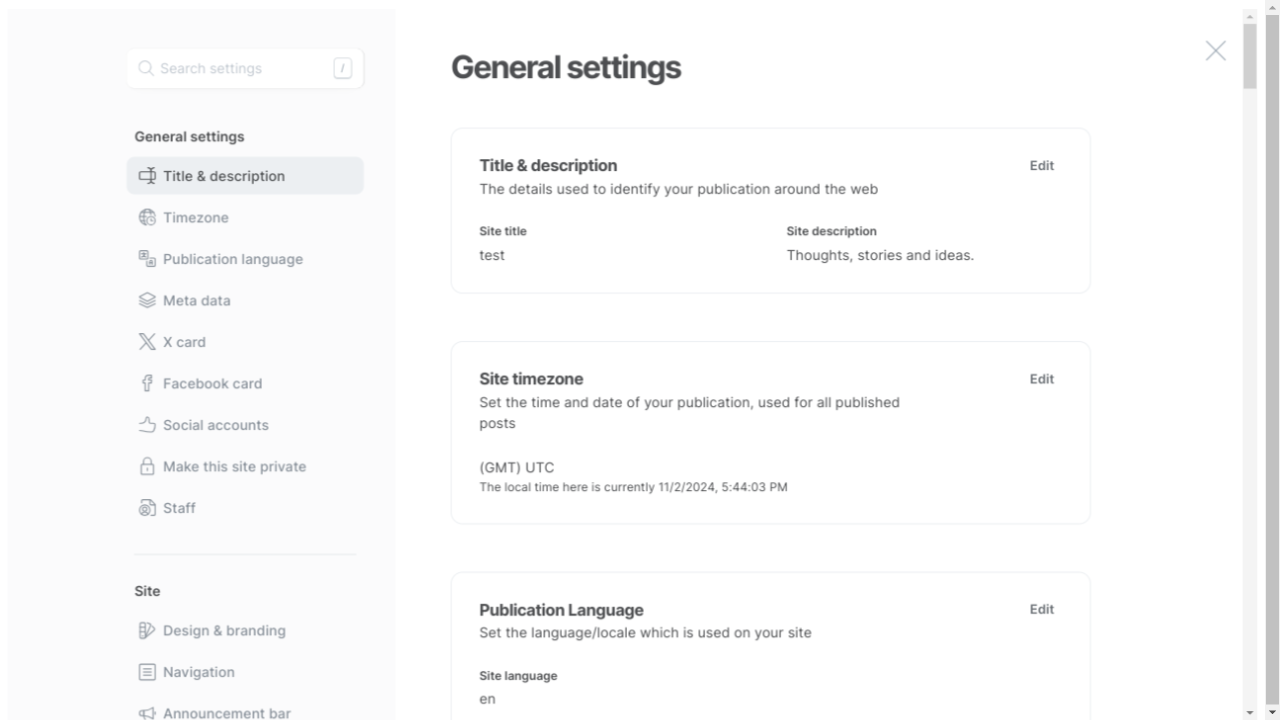 Search settings
/
General settings
Title & description
Timezone
Publication language
Meta data
X card
Facebook card
Social accounts
Make this site private
Staff
Site
Design & branding
Navigation
Announcement bar
General settings
Title & description
Edit
The details used to identify your publication around the web
Site title
Site description
test
Thoughts, stories and ideas.
Site timezone
Edit
Set the time and date of your publication, used for all published
posts
(GMT) UTC
The local time here is currently 11/2/2024, 5:44:03 PM
Publication Language
Edit
Set the language/locale which is used on your site
Site language
en